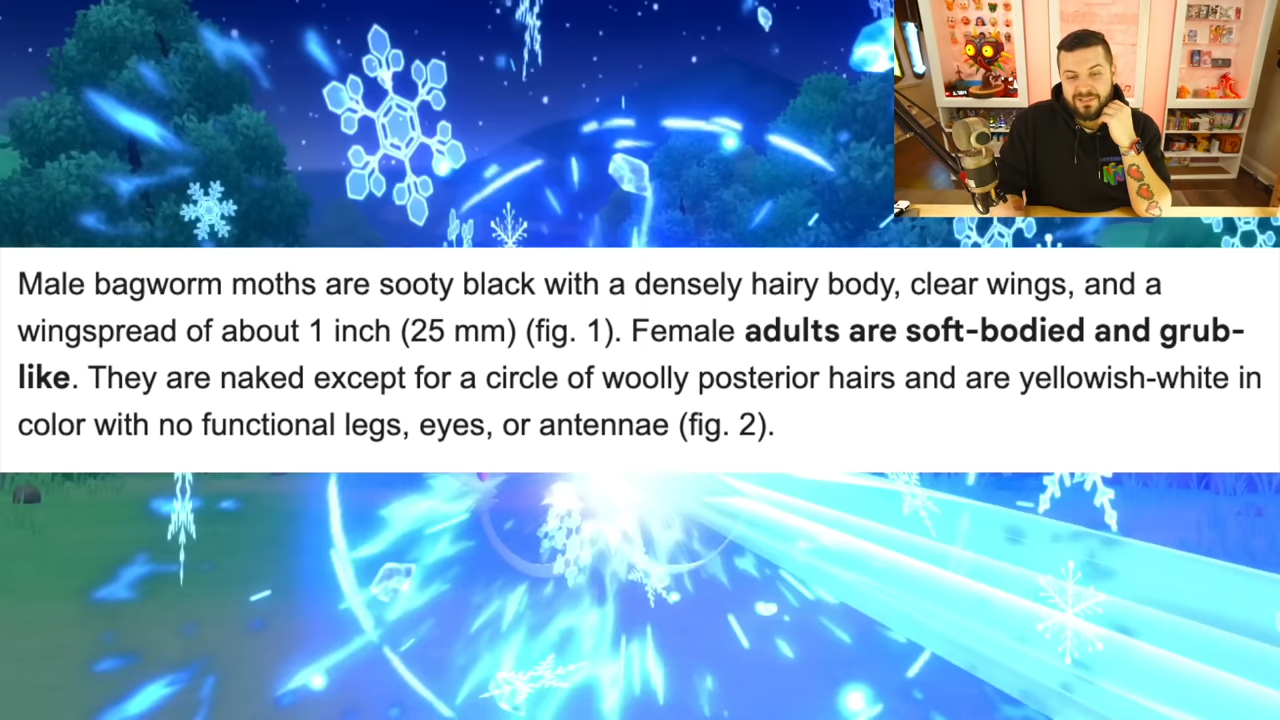 Male bagworm moths are sooty black with a densely hairy body, clear wings, and a
wingspread of about 1 inch (25 mm) (fig. 1). Female adults are soft-bodied and grub-
like. They are naked except for a circle of woolly posterior hairs and are yellowish-white in
color with no functional legs, eyes, or antennae (fig. 2).